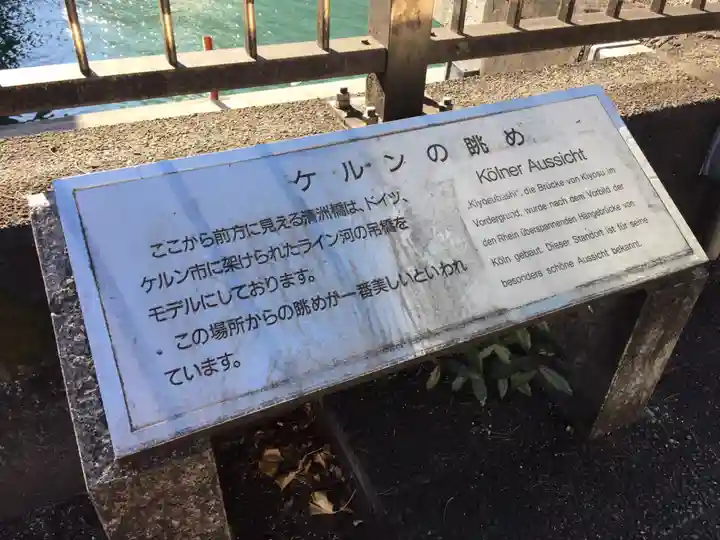 ケルンの眺め
ここから前方に見える清洲橋は、ドイツ、
ケルン市に架けられたライン河の吊橋を
モデルにしております。
この場所からの眺めが一番美しいといわれ
ています。
Kölner Aussicht
„Kiyosubashi“, die Brücke von Kiyosu im
Vordergrund, wurde nach dem Vorbild der
den Rhein überspannenden Hängebrücke von
Köln gebaut. Dieser Standort ist für seine
besonders schöne Aussicht bekannt.